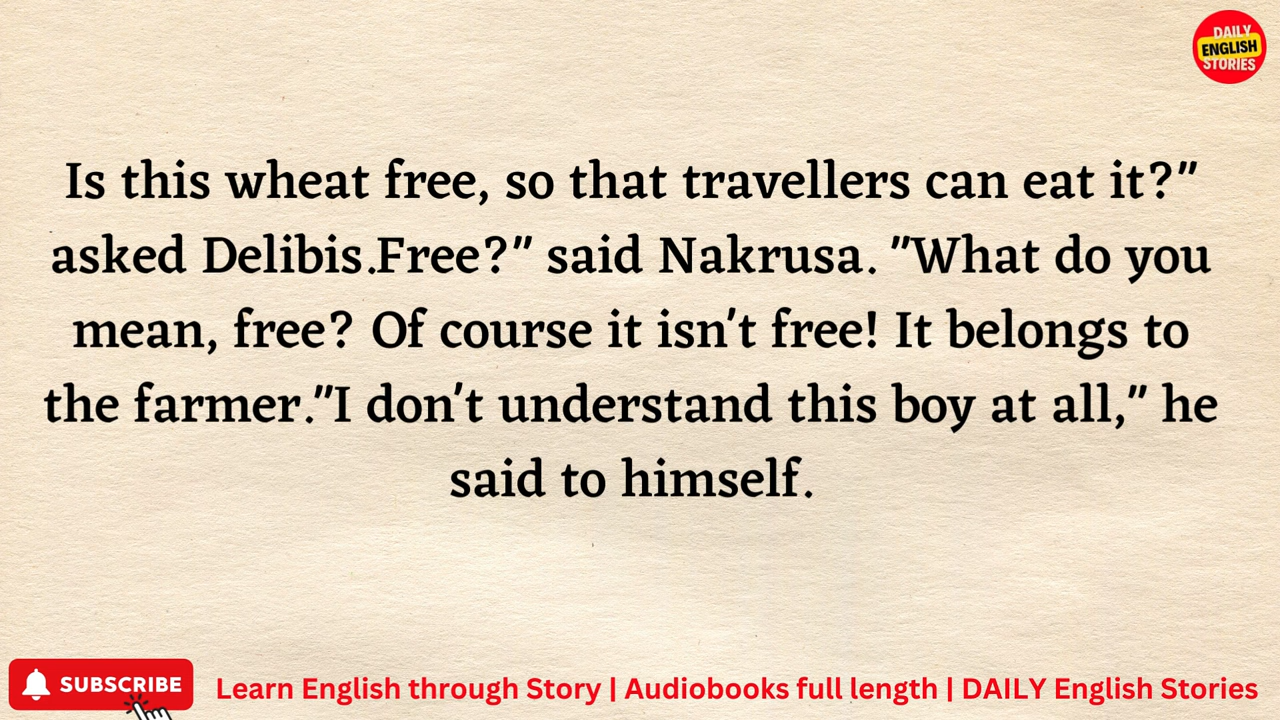 DAILY
ENGLISH
STORIES
Is this wheat free, so that travellers can eat it?"
asked Delibis.Free?" said Nakrusa. "What do you
mean, free? Of course it isn't free! It belongs to
the farmer."I don't understand this boy at all," he
said to himself.
SUBSCRIBE
Learn English through Story | Audiobooks full length | DAILY English Stories